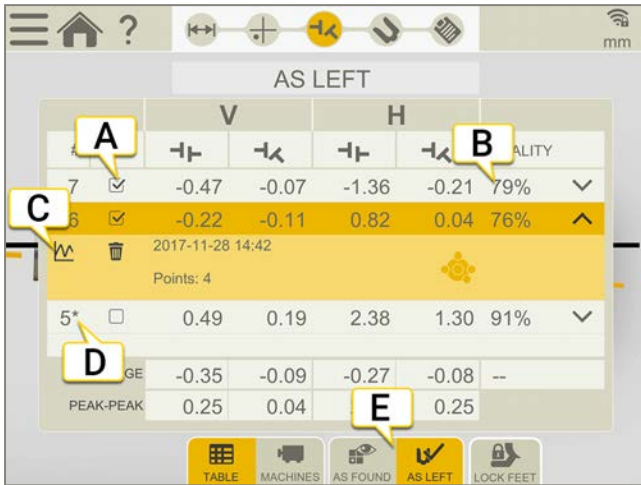 ?
mm
AS LEFT
V H
A B ALITY
7 -0.47 -0.07 -1.36 -0.21 79%
C 6 -0.22 -0.11 0.82 0.04 76%
2017-11-28 14:42
Points: 4
5* 0.49 0.19 2.38 1.30 91%
D GE -0.35 -0.09 -0.27 -0.08 --
PEAK-PEAK 0.25 0.04 E 0.25
TABLE MACHINES AS FOUND AS LEFT LOCK FEET